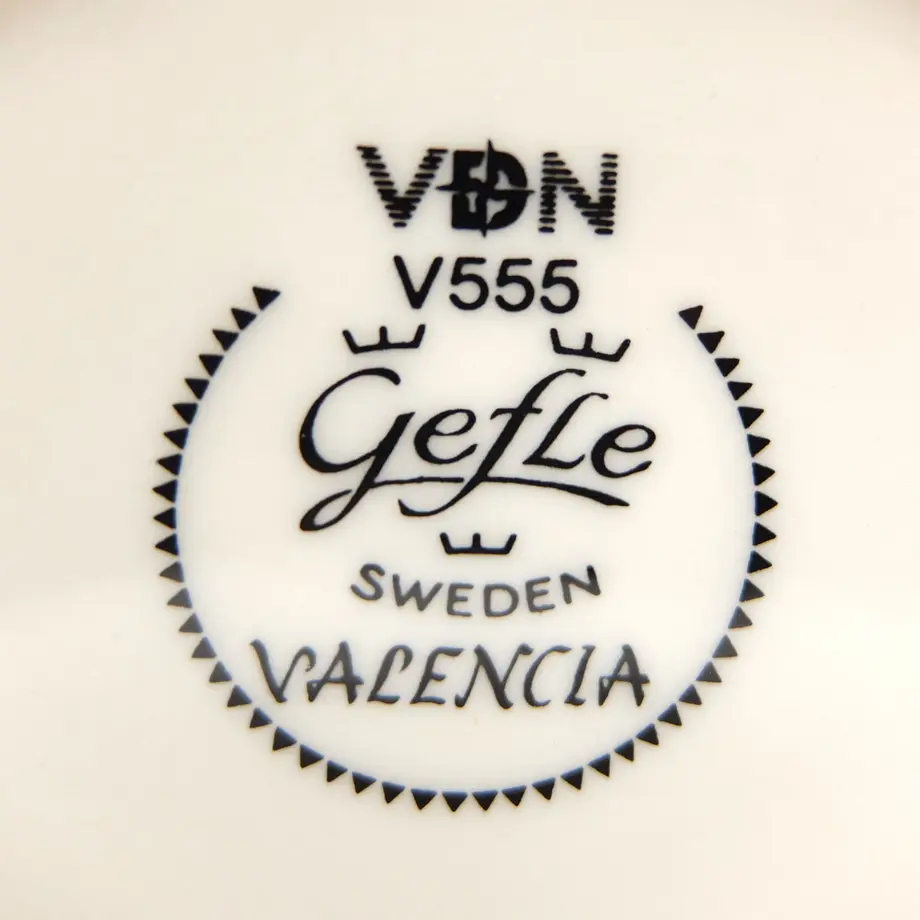 VDN
V555
Gefle
SWEDEN
VALENCIA